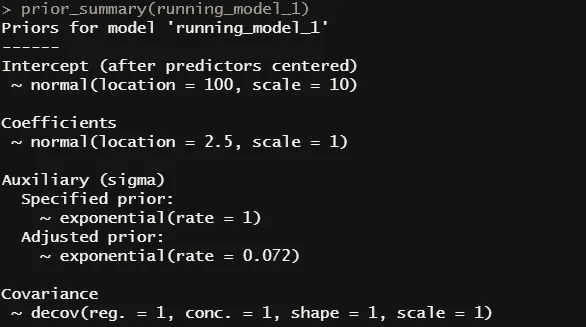 > prior_summary(running_model_1)
Priors for model 'running_model_1'
------
Intercept (after predictors centered)
 ~ normal(location = 100, scale = 10)

Coefficients
 ~ normal(location = 2.5, scale = 1)

Auxiliary (sigma)
  Specified prior:
    ~ exponential(rate = 1)
  Adjusted prior:
    ~ exponential(rate = 0.072)

Covariance
 ~ decov(reg. = 1, conc. = 1, shape = 1, scale = 1)